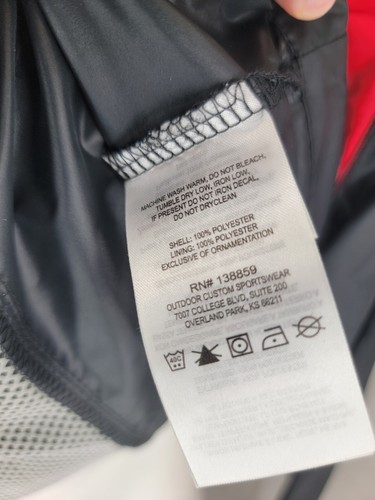 MACHINE WASH WARM, DO NOT BLEACH,
TUMBLE DRY LOW, IRON LOW,
IF PRESENT DO NOT IRON DECAL,
DO NOT DRYCLEAN
SHELL: 100% POLYESTER
LINING: 100% POLYESTER
EXCLUSIVE OF ORNAMENTATION
RN# 138859
OUTDOOR CUSTOM SPORTSWEAR
7007 COLLEGE BLVD, SUITE 200
OVERLAND PARK, KS 66211
40C